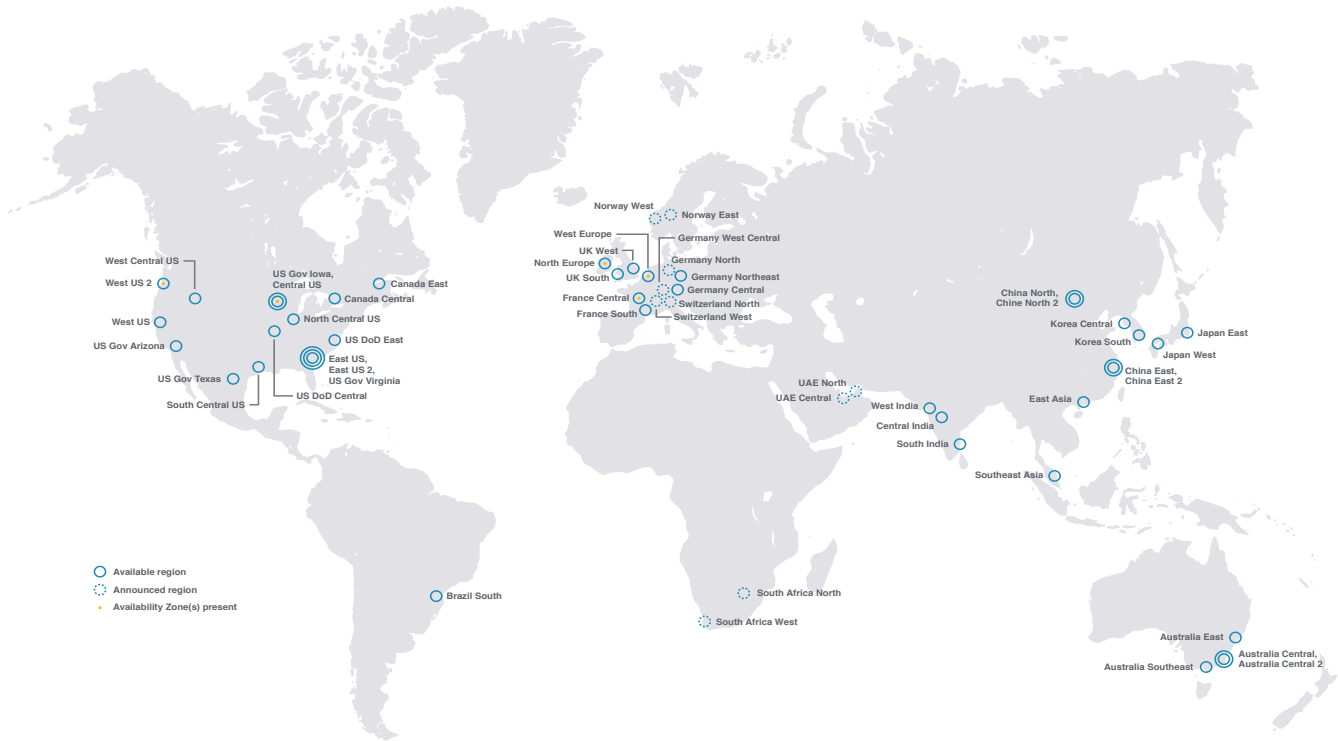 Norway West
Norway East
West Europe
Germany West Central
UK West
Germany North
North Europe
UK South
Germany Northeast
Germany Central
France Central
Switzerland North
France South
Switzerland West
West Central US
West US 2
US Gov Iowa,
Central US
Canada East
Canada Central
West US
North Central US
US Gov Arizona
US DoD East
East US,
East US 2,
US Gov Virginia
US Gov Texas
US DoD Central
South Central US
China North,
Chine North 2
Korea Central
Korea South
Japan East
Japan West
China East,
China East 2
UAE North
UAE Central
West India
East Asia
Central India
South India
Southeast Asia
Available region
Announced region
Availability Zone(s) present
Brazil South
South Africa North
South Africa West
Australia East
Australia Central,
Australia Central 2
Australia Southeast